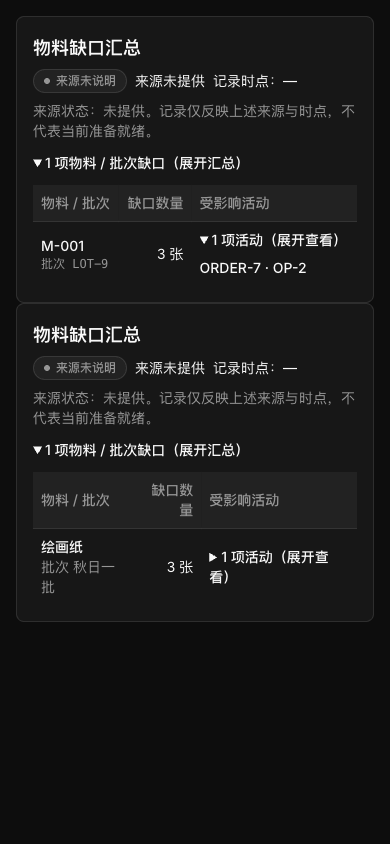 物料缺口汇总
来源未说明 来源未提供 记录时点：—
来源状态：未提供。记录仅反映上述来源与时点，不
代表当前准备就绪。
▼1 项物料 / 批次缺口（展开汇总）
物料 / 批次 缺口数量 受影响活动
M-001
批次 LOT-9
3 张
▼1 项活动（展开查看）
ORDER-7 · OP-2
物料缺口汇总
来源未说明 来源未提供 记录时点：—
来源状态：未提供。记录仅反映上述来源与时点，不
代表当前准备就绪。
▼1 项物料 / 批次缺口（展开汇总）
物料 / 批次
缺口数
量
受影响活动
绘画纸
批次 秋日一
批
3 张
▶1 项活动（展开查
看）